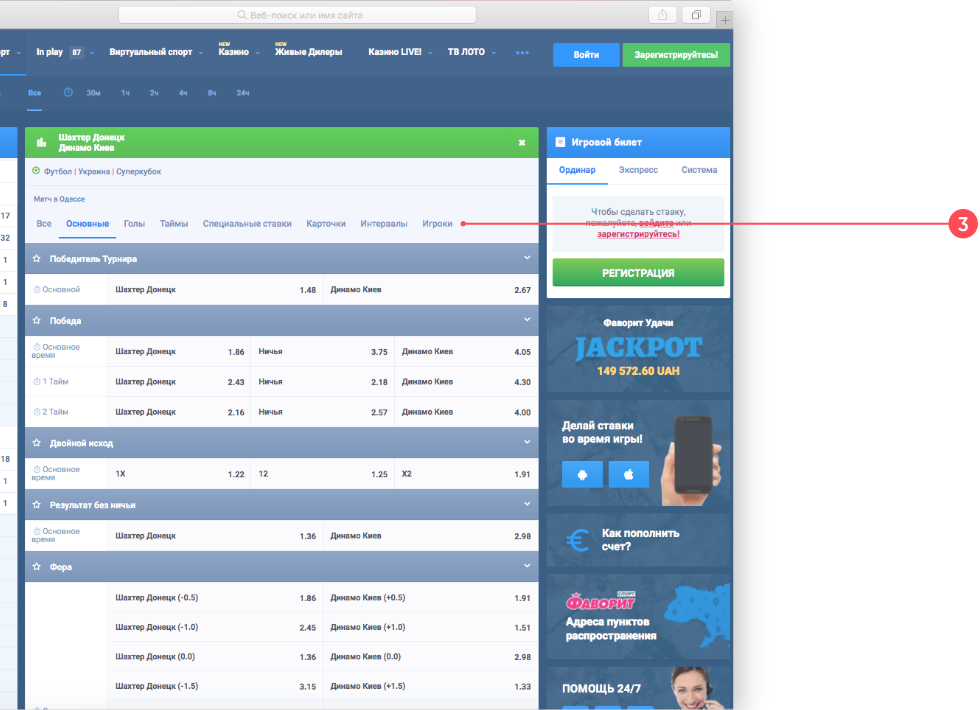 Веб-поиск или имя сайта
In play 87 Виртуальный спорт NEW Казино NEW Живые Дилеры Казино LIVE! ТВ ЛОТО Войти Зарегистрируйтесь!
Все 30м 1ч 2ч 4ч 8ч 24ч
Шахтер Донецк
Динамо Киев
Футбол | Украина | Суперкубок
Матч в Одессе
Все Основные Голы Таймы Специальные ставки Карточки Интервалы Игроки
Победитель Турнира
Основной Шахтер Донецк 1.48 Динамо Киев 2.67
Победа
Основное время Шахтер Донецк 1.86 Ничья 3.75 Динамо Киев 4.05
1 Тайм Шахтер Донецк 2.43 Ничья 2.18 Динамо Киев 4.30
2 Тайм Шахтер Донецк 2.16 Ничья 2.57 Динамо Киев 4.00
Двойной исход
Основное время 1X 1.22 12 1.25 X2 1.91
Результат без ничьи
Основное время Шахтер Донецк 1.36 Динамо Киев 2.98
Фора
Шахтер Донецк (-0.5) 1.86 Динамо Киев (+0.5) 1.91
Шахтер Донецк (-1.0) 2.45 Динамо Киев (+1.0) 1.51
Шахтер Донецк (0.0) 1.36 Динамо Киев (0.0) 2.98
Шахтер Донецк (-1.5) 3.15 Динамо Киев (+1.5) 1.33
17
32
1
1
8
18
1
1
Игровой билет
Ординар Экспресс Система
Чтобы сделать ставку,
пожалуйста, войдите или
зарегистрируйтесь!
РЕГИСТРАЦИЯ
3
Фаворит Удачи
JACKPOT
149 572.60 UAH
Делай ставки
во время игры!
Как пополнить
счет?
СПОРТ
ФАВОРИТ
Адреса пунктов
распространения
ПОМОЩЬ 24/7